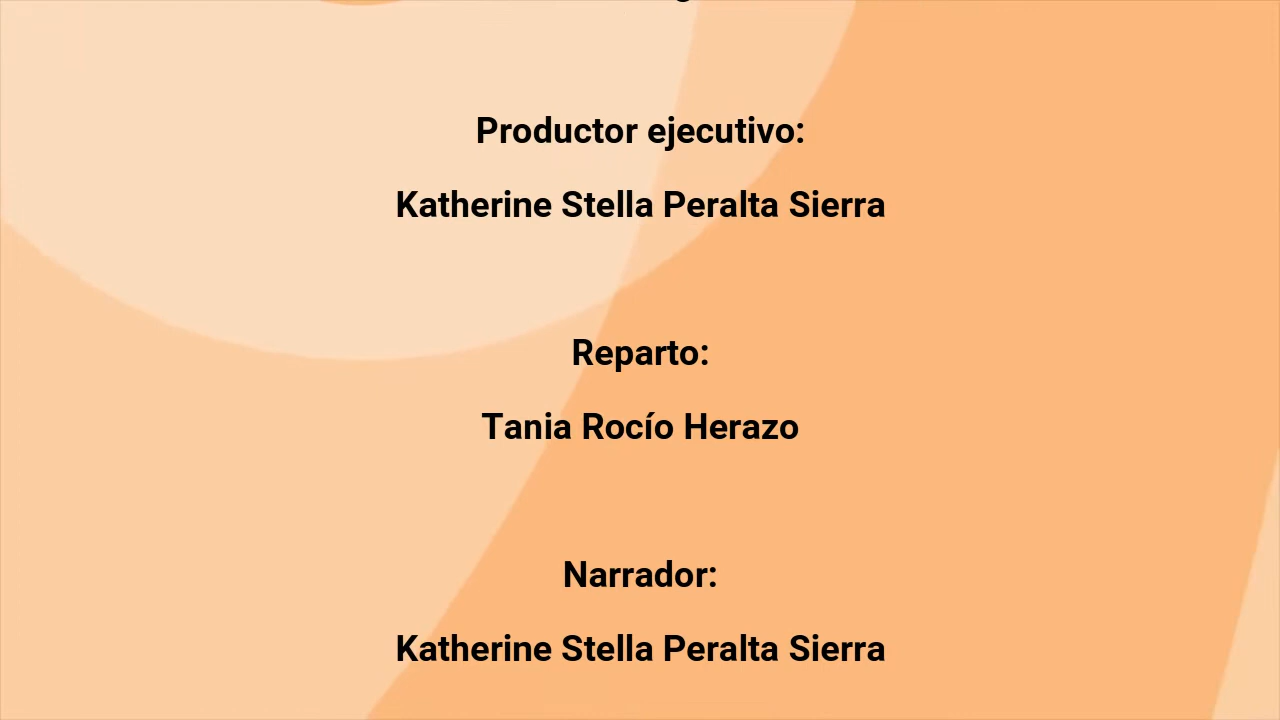 Productor ejecutivo:
Katherine Stella Peralta Sierra
Reparto:
Tania Rocío Herazo
Narrador:
Katherine Stella Peralta Sierra